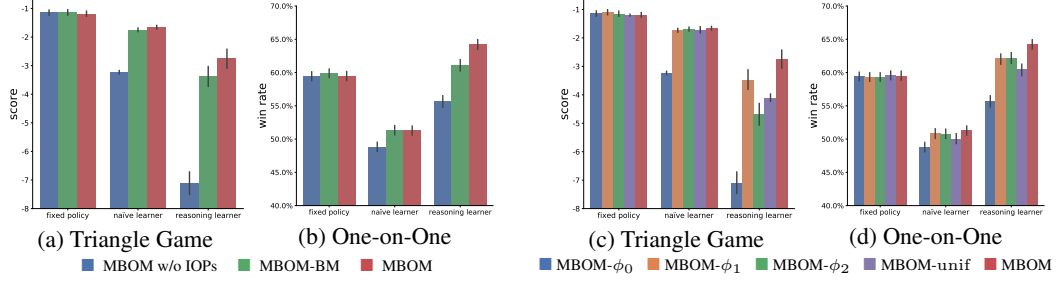 -1
-2
-3
-4
-5
-6
-7
-8
score
fixed policy naïve learner reasoning learner
(a) Triangle Game
70.0%
65.0%
60.0%
55.0%
50.0%
45.0%
40.0%
win rate
fixed policy naïve learner reasoning learner
(b) One-on-One
MBOM w/o IOPs MBOM-BM MBOM
-1
-2
-3
-4
-5
-6
-7
-8
score
fixed policy naïve learner reasoning learner
(c) Triangle Game
70.0%
65.0%
60.0%
55.0%
50.0%
45.0%
40.0%
win rate
fixed policy naïve learner reasoning learner
(d) One-on-One
MBOM-ϕ₀ MBOM-ϕ₁ MBOM-ϕ₂ MBOM-unif MBOM